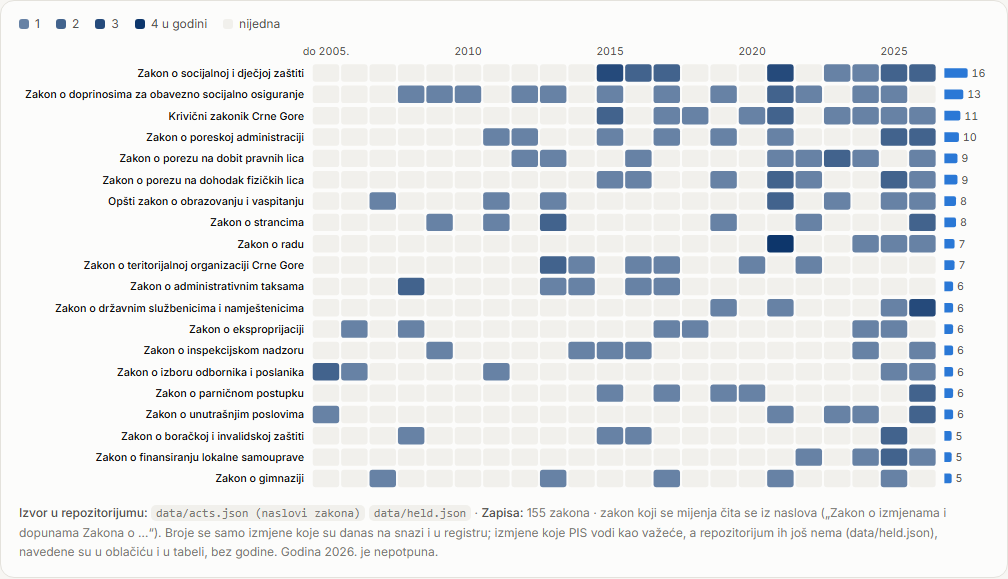 1 2 3 4 u godini nijedna
do 2005. 2010 2015 2020 2025
Zakon o socijalnoj i dječjoj zaštiti 16
Zakon o doprinosima za obavezno socijalno osiguranje 13
Krivični zakonik Crne Gore 11
Zakon o poreskoj administraciji 10
Zakon o porezu na dobit pravnih lica 9
Zakon o porezu na dohodak fizičkih lica 9
Opšti zakon o obrazovanju i vaspitanju 8
Zakon o strancima 8
Zakon o radu 7
Zakon o teritorijalnoj organizaciji Crne Gore 7
Zakon o administrativnim taksama 6
Zakon o državnim službenicima i namještenicima 6
Zakon o eksproprijaciji 6
Zakon o inspekcijskom nadzoru 6
Zakon o izboru odbornika i poslanika 6
Zakon o parničnom postupku 6
Zakon o unutrašnjim poslovima 6
Zakon o boračkoj i invalidskoj zaštiti 5
Zakon o finansiranju lokalne samouprave 5
Zakon o gimnaziji 5
Izvor u repozitorijumu: data/acts.json (naslovi zakona) data/held.json · Zapisa: 155 zakona · zakon koji se mijenja čita se iz naslova („Zakon o izmjenama i
dopunama Zakona o …“). Broje se samo izmjene koje su danas na snazi i u registru; izmjene koje PIS vodi kao važeće, a repozitorijum ih još nema (data/held.json),
navedene su u oblačiću i u tabeli, bez godine. Godina 2026. je nepotpuna.